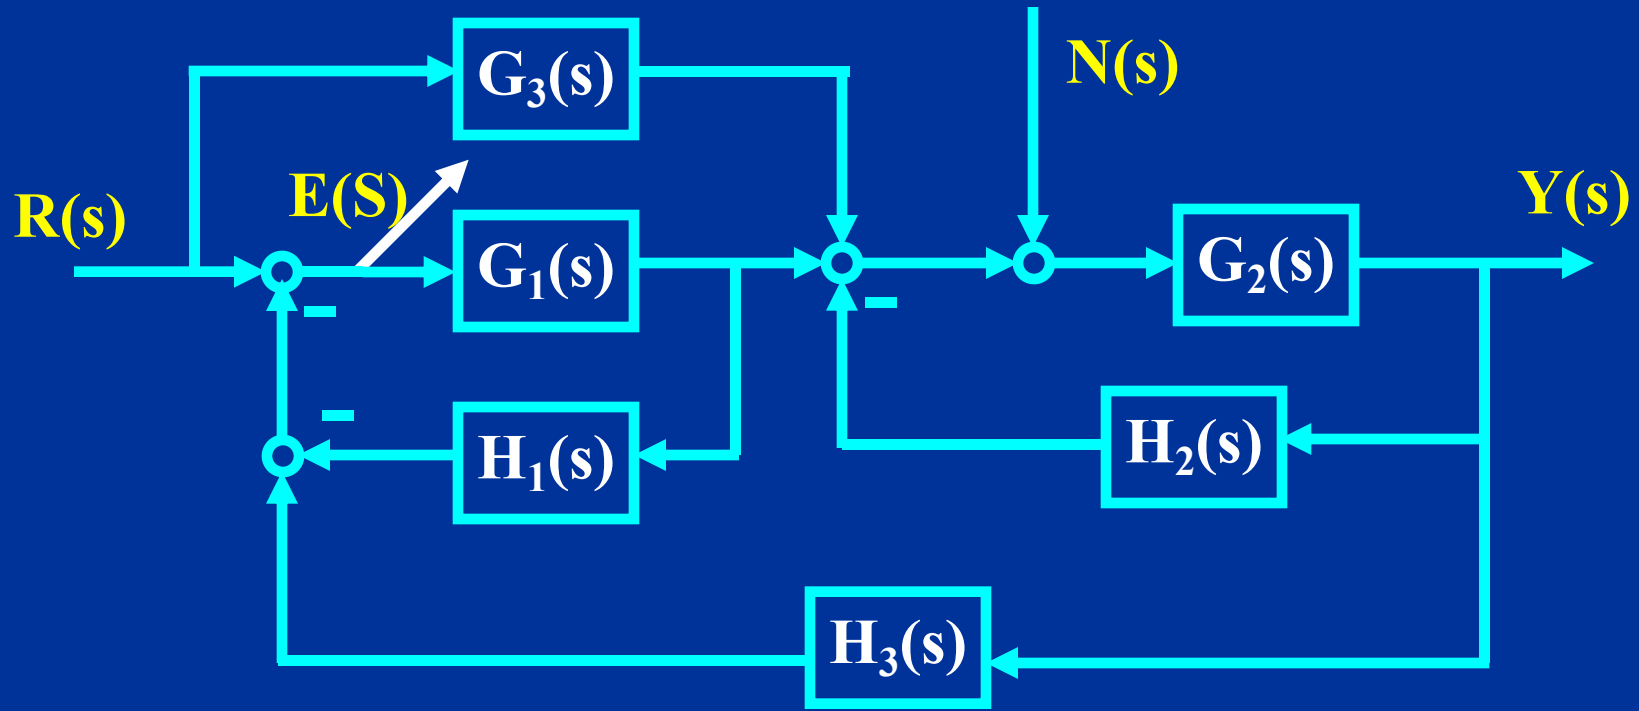 G₃(s)
N(s)
E(S)
R(s)
Y(s)
G₁(s)
G₂(s)
−
−
−
H₁(s)
H₂(s)
H₃(s)